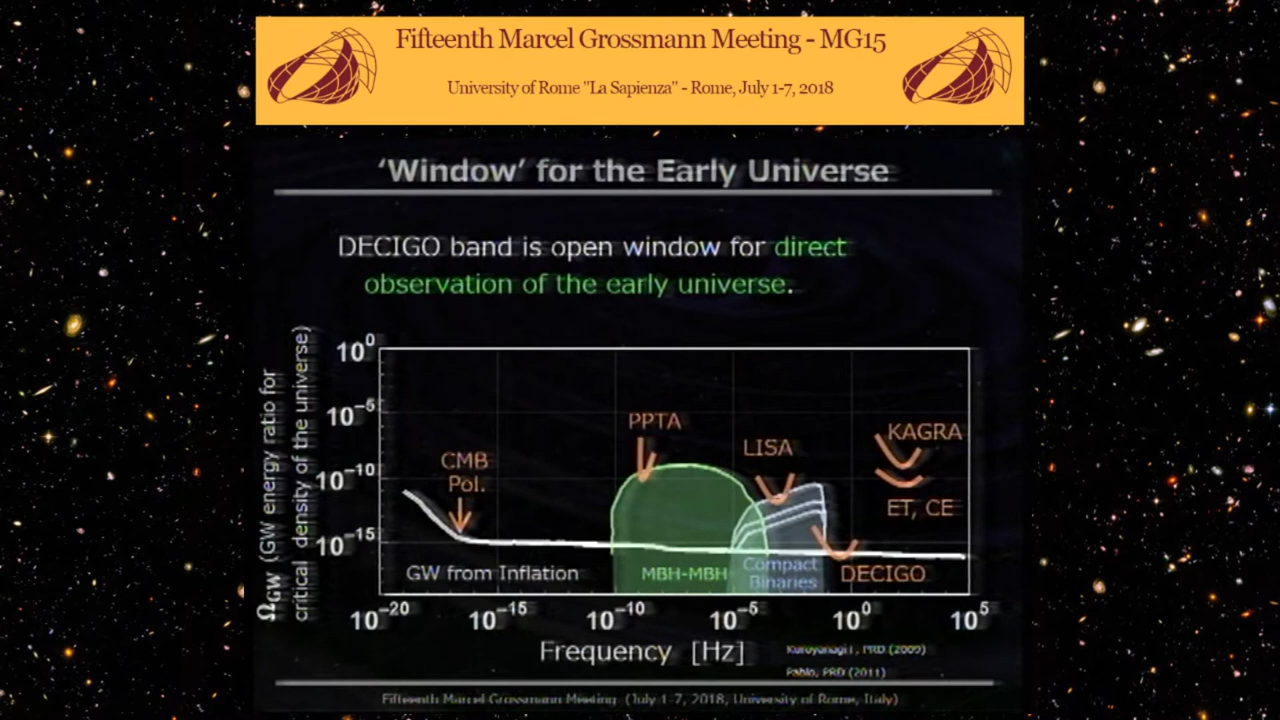 Fifteenth Marcel Grossmann Meeting - MG15
University of Rome "La Sapienza" - Rome, July 1-7, 2018
‘Window’ for the Early Universe
DECIGO band is open window for direct
observation of the early universe.
Ω_GW (GW energy ratio for
critical density of the universe)
10^0
10^−5
10^−10
10^−15
CMB
Pol.
PPTA
LISA
KAGRA
ET, CE
GW from Inflation
MBH-MBH
Compact
Binaries
DECIGO
10^−20
10^−15
10^−10
10^−5
10^0
10^5
Frequency [Hz]
PRD (2009)
Pablo, PRD (2011)
Fifteenth Marcel Grossmann Meeting (July 1-7, 2018, University of Rome, Italy)